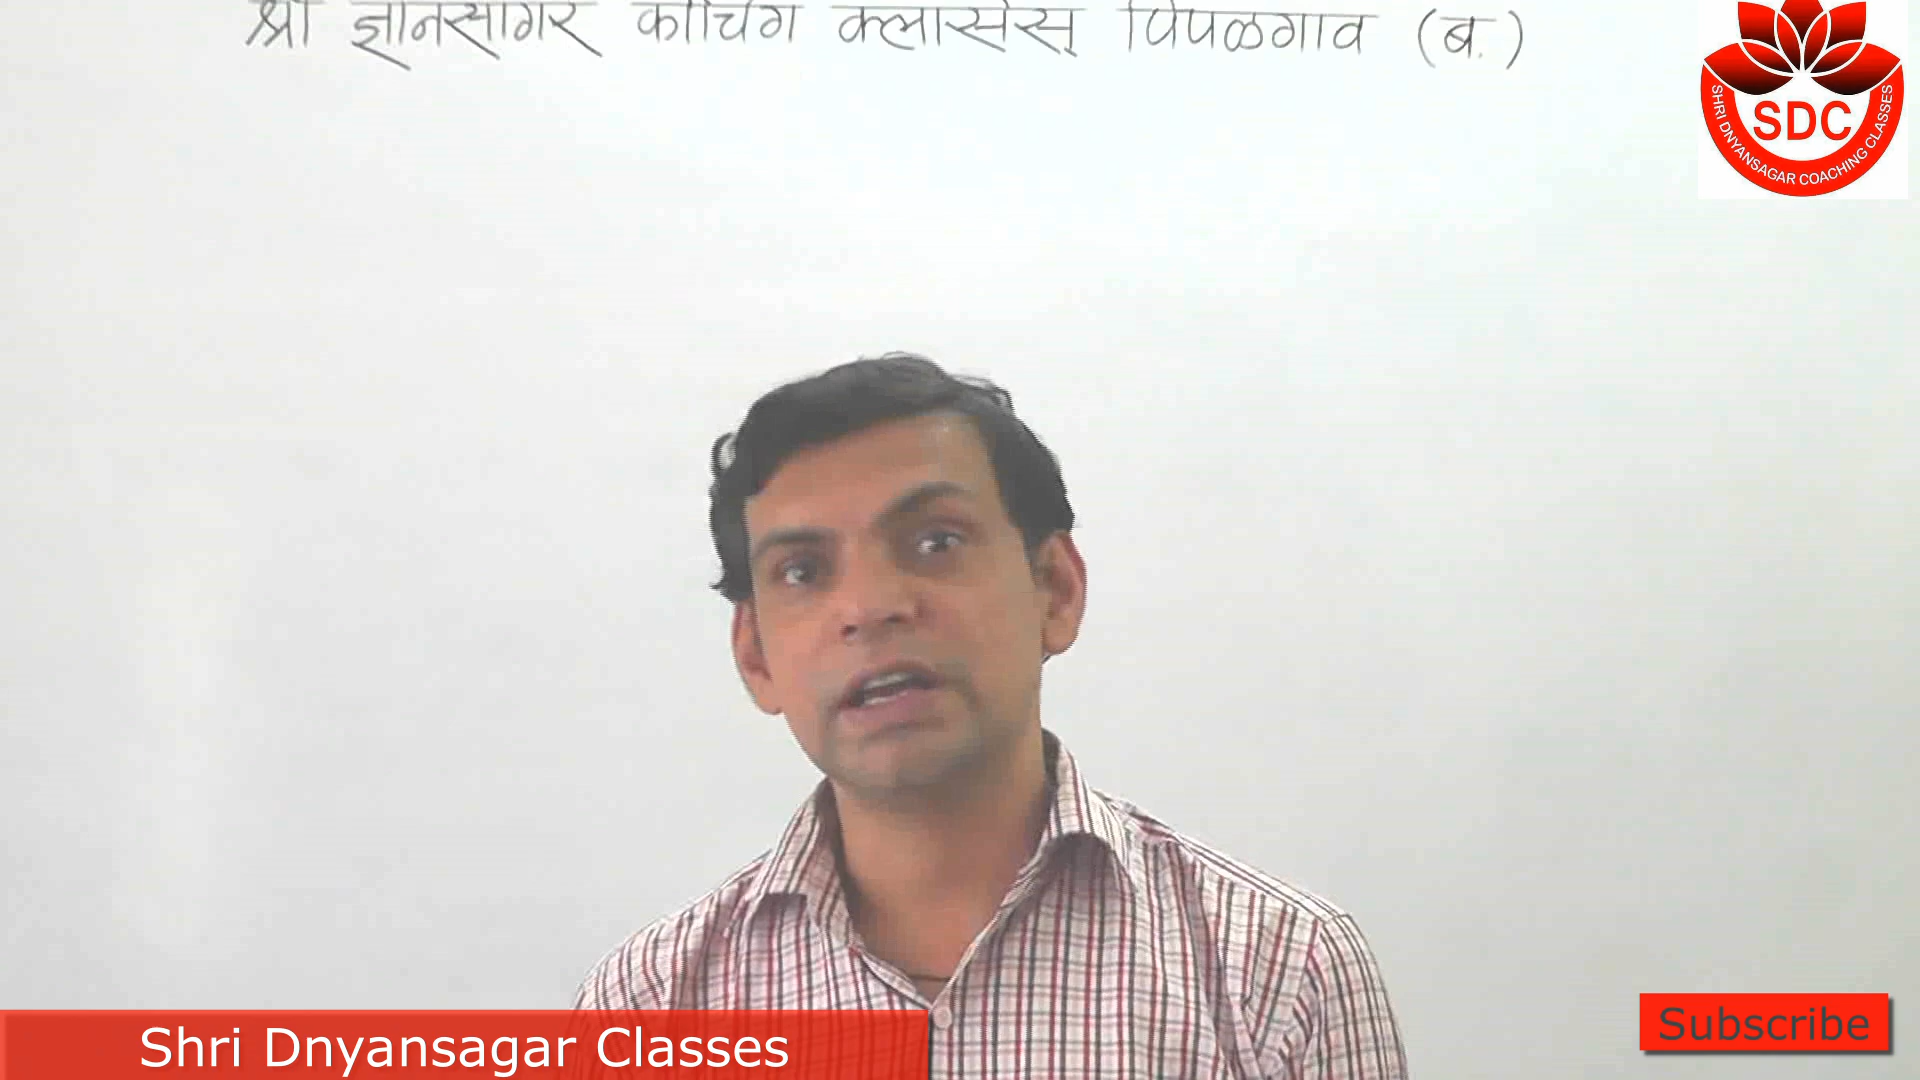 श्री ज्ञानसागर कोचिंग क्लासेस पिंपळगाव (ब.)
SDC
SHRI DNYANSAGAR COACHING CLASSES
Shri Dnyansagar Classes
Subscribe